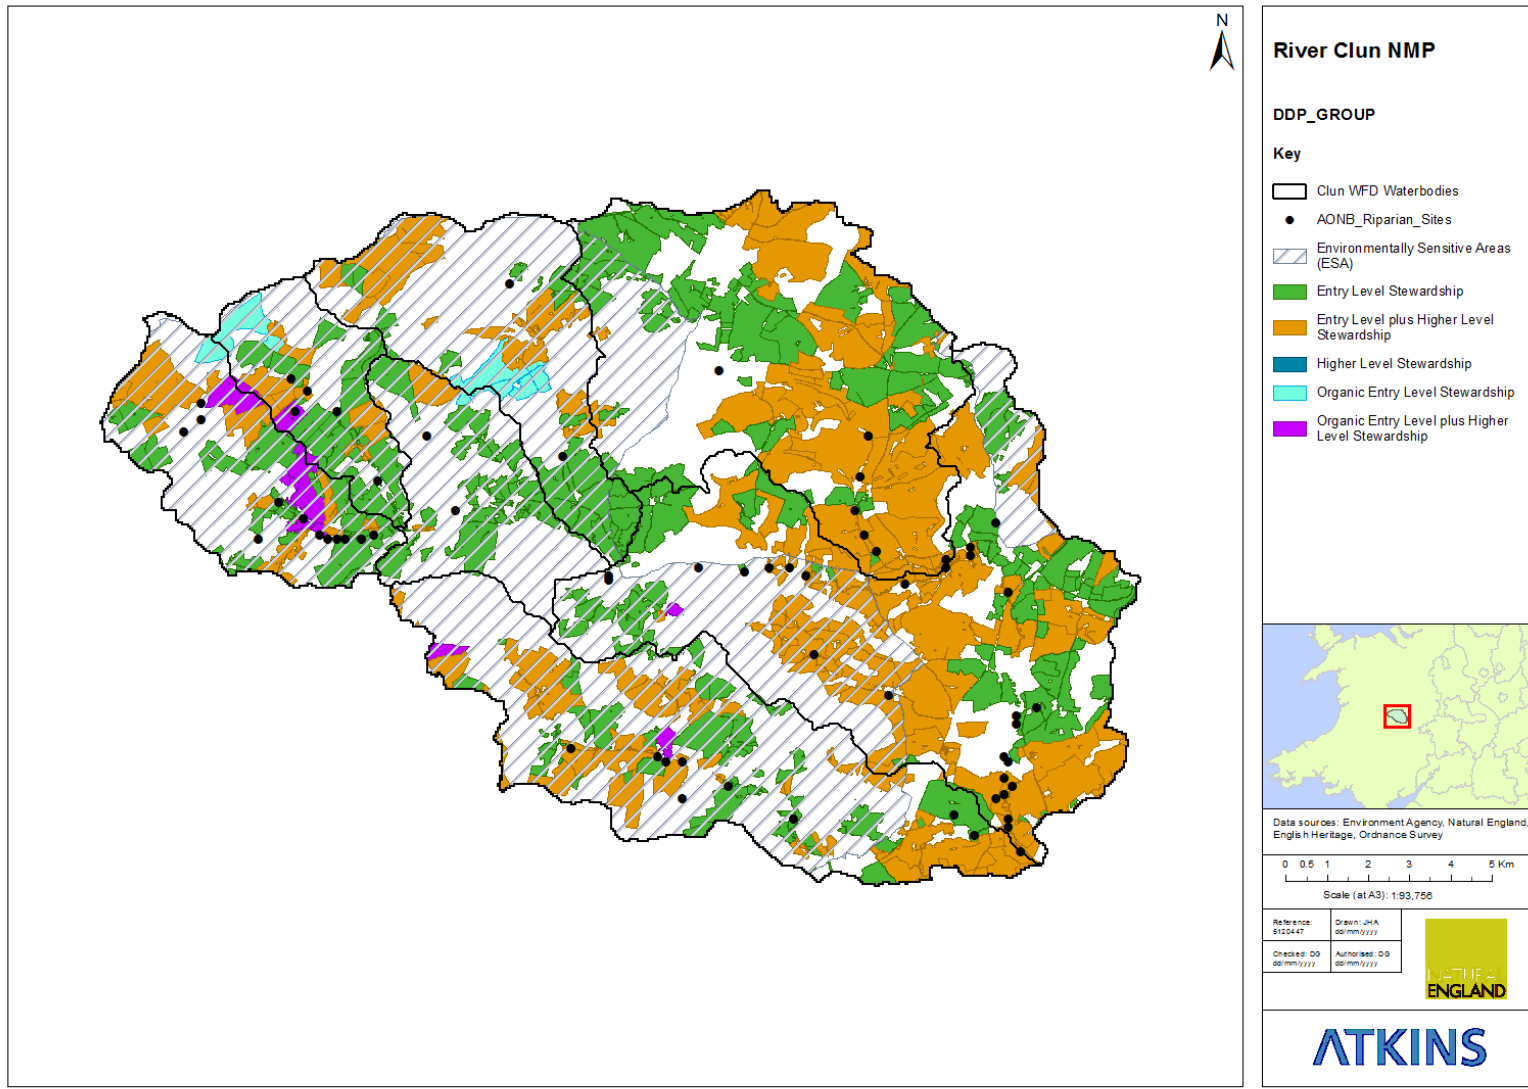 N
River Clun NMP
DDP_GROUP
Key
Clun WFD Waterbodies
AONB_Riparian_Sites
Environmentally Sensitive Areas
(ESA)
Entry Level Stewardship
Entry Level plus Higher Level
Stewardship
Higher Level Stewardship
Organic Entry Level Stewardship
Organic Entry Level plus Higher
Level Stewardship
Data sources: Environment Agency, Natural England,
English Heritage, Ordnance Survey
0 0.5 1 2 3 4 5 Km
Scale (at A3): 1:93,756
Reference:
5120447
Drawn: JHA
dd/mm/yyyy
Checked: DG
dd/mm/yyyy
Authorised: DG
dd/mm/yyyy
NATURAL
ENGLAND
ATKINS